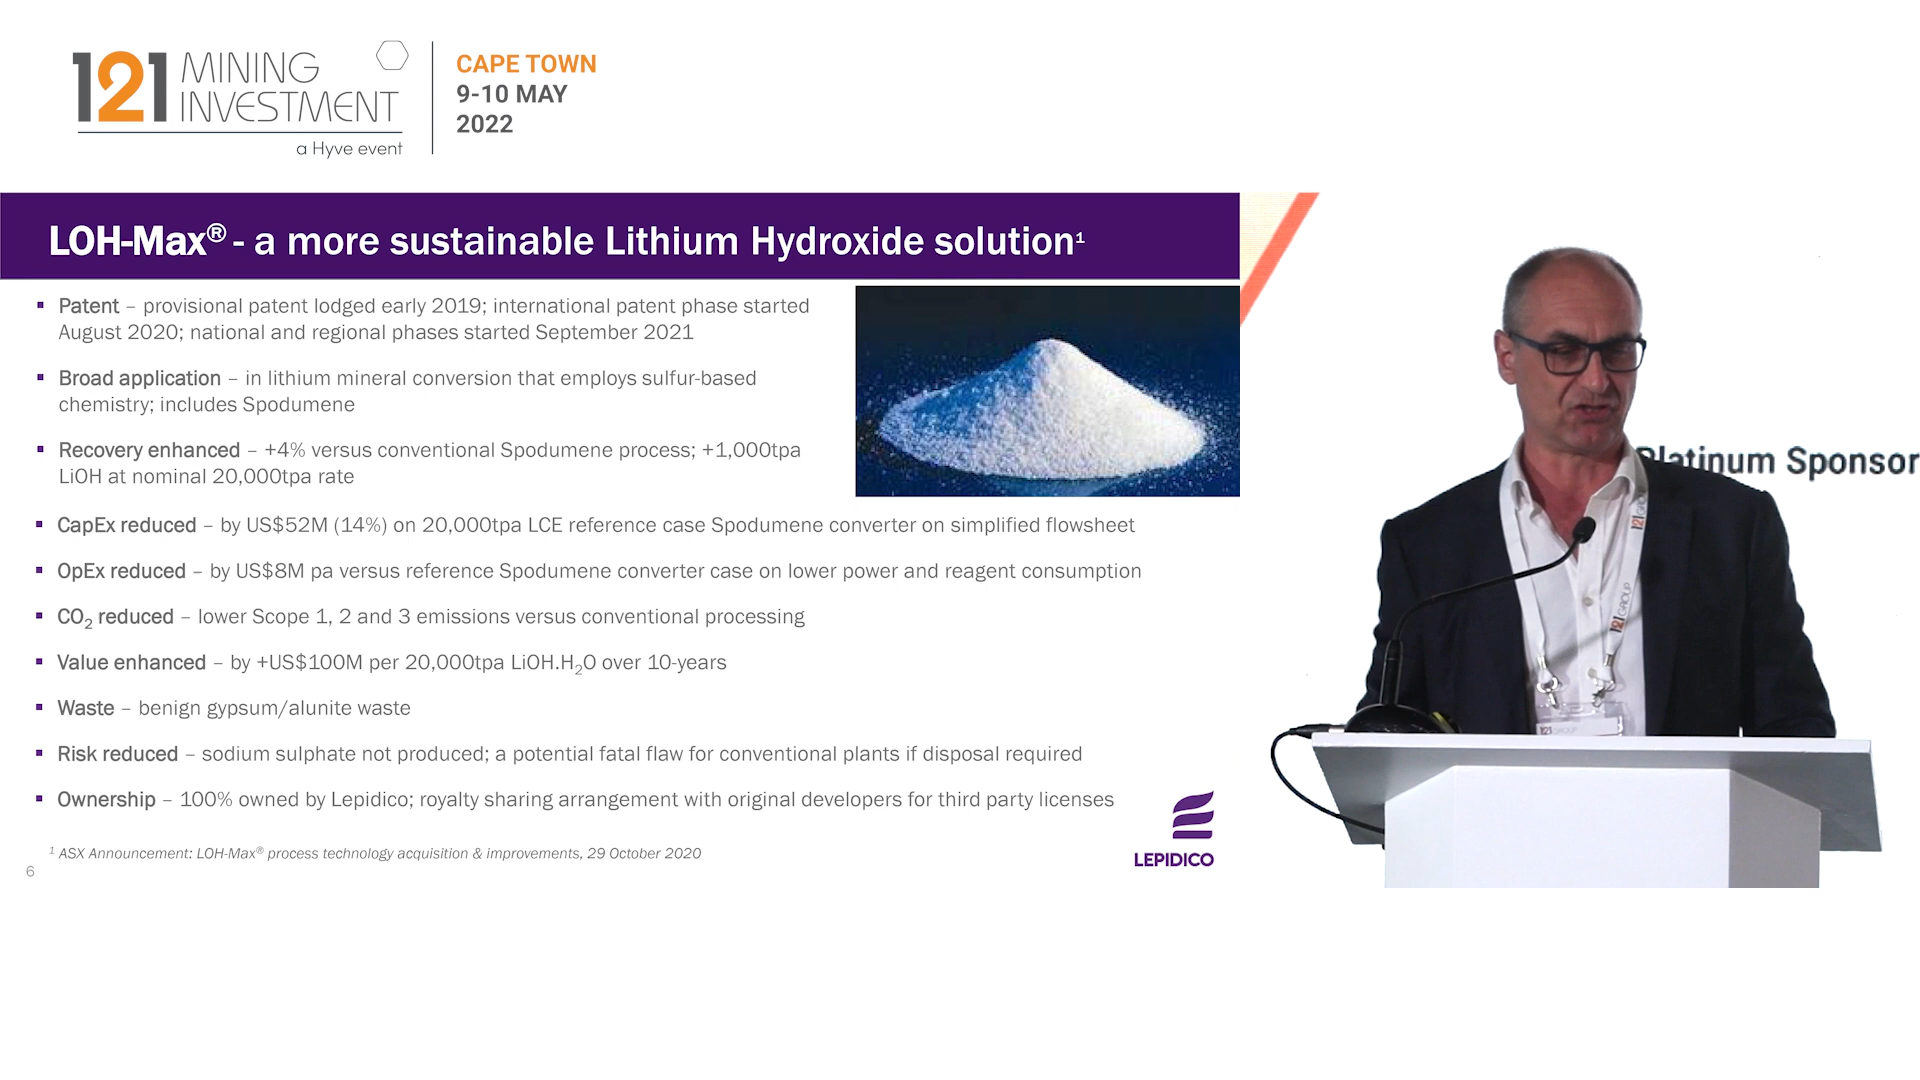 121 MINING
INVESTMENT
a Hyve event
CAPE TOWN
9-10 MAY
2022
LOH-Max® - a more sustainable Lithium Hydroxide solution¹
▪ Patent – provisional patent lodged early 2019; international patent phase started
August 2020; national and regional phases started September 2021
▪ Broad application – in lithium mineral conversion that employs sulfur-based
chemistry; includes Spodumene
▪ Recovery enhanced – +4% versus conventional Spodumene process; +1,000tpa
LiOH at nominal 20,000tpa rate
▪ CapEx reduced – by US$52M (14%) on 20,000tpa LCE reference case Spodumene converter on simplified flowsheet
▪ OpEx reduced – by US$8M pa versus reference Spodumene converter case on lower power and reagent consumption
▪ CO₂ reduced – lower Scope 1, 2 and 3 emissions versus conventional processing
▪ Value enhanced – by +US$100M per 20,000tpa LiOH.H₂O over 10-years
▪ Waste – benign gypsum/alunite waste
▪ Risk reduced – sodium sulphate not produced; a potential fatal flaw for conventional plants if disposal required
▪ Ownership – 100% owned by Lepidico; royalty sharing arrangement with original developers for third party licenses
¹ ASX Announcement: LOH-Max® process technology acquisition & improvements, 29 October 2020
6
LEPIDICO
Platinum Sponsor
121 GROUP
121 GROUP